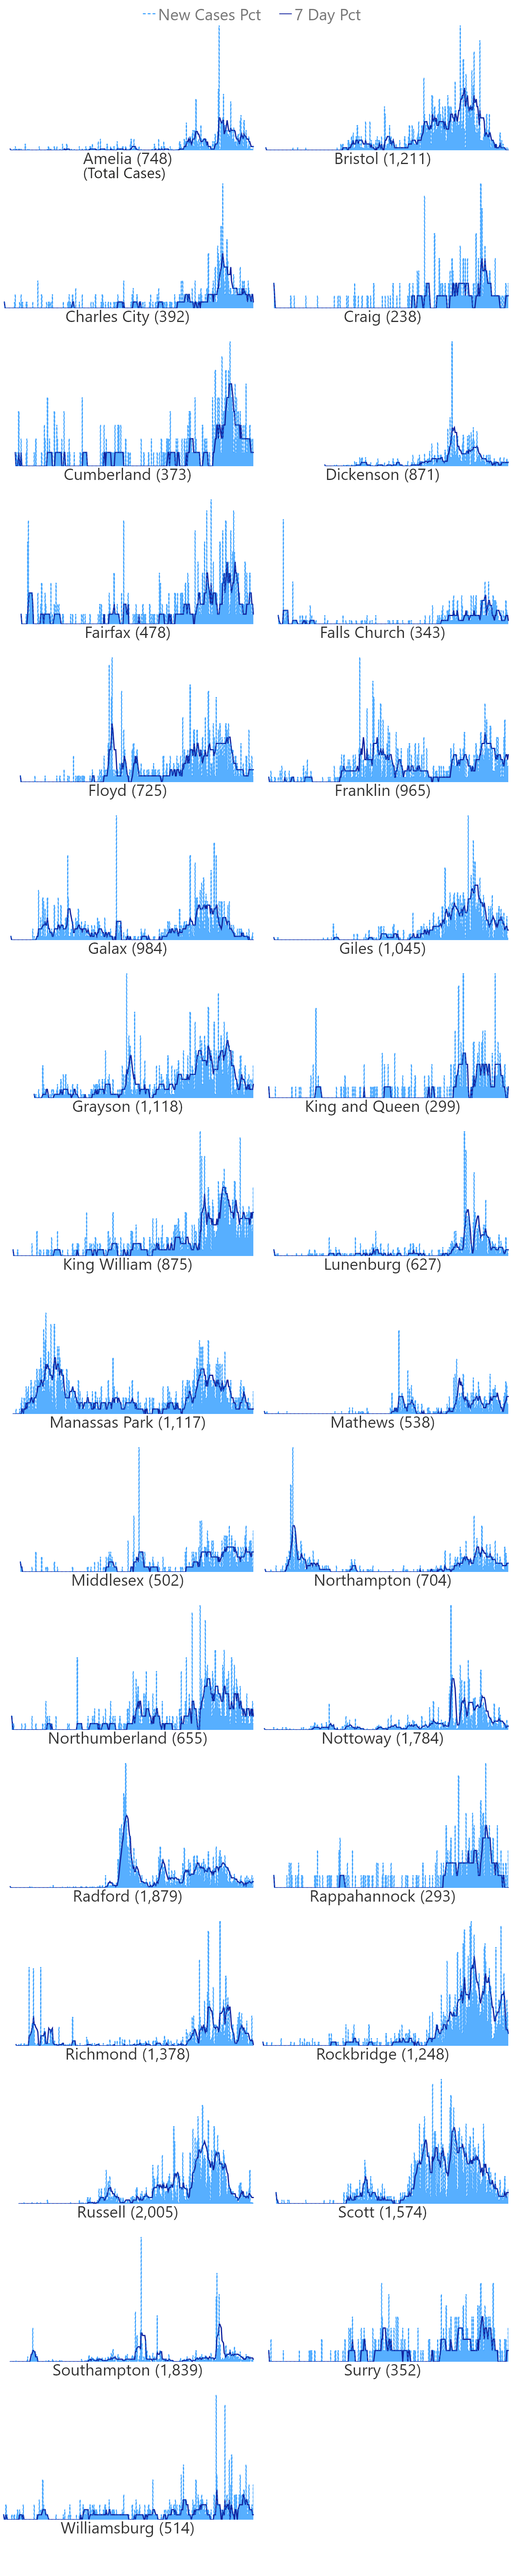 New Cases Pct 7 Day Pct
Amelia (748) Bristol (1,211)
(Total Cases)
Charles City (392) Craig (238)
Cumberland (373) Dickenson (871)
Fairfax (478) Falls Church (343)
Floyd (725) Franklin (965)
Galax (984) Giles (1,045)
Grayson (1,118) King and Queen (299)
King William (875) Lunenburg (627)
Manassas Park (1,117) Mathews (538)
Middlesex (502) Northampton (704)
Northumberland (655) Nottoway (1,784)
Radford (1,879) Rappahannock (293)
Richmond (1,378) Rockbridge (1,248)
Russell (2,005) Scott (1,574)
Southampton (1,839) Surry (352)
Williamsburg (514)